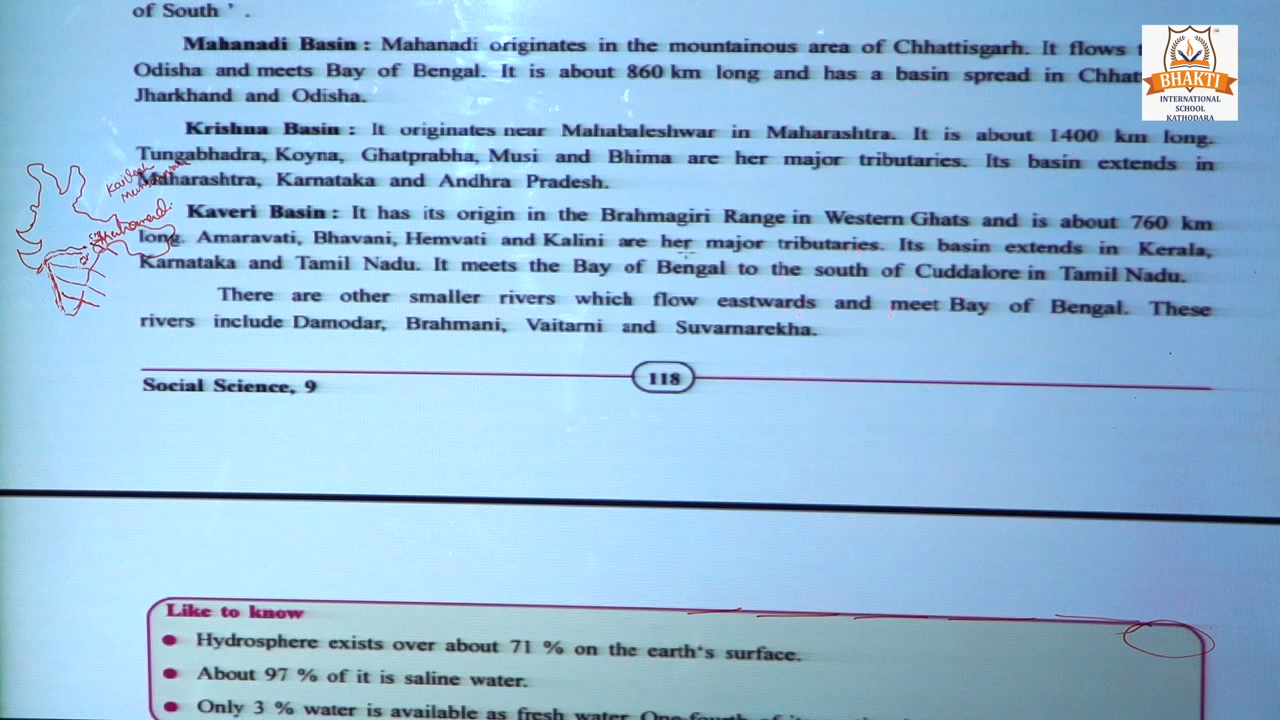 of South ’ .
Mahanadi Basin : Mahanadi originates in the mountainous area of Chhattisgarh. It flows
Odisha and meets Bay of Bengal. It is about 860 km long and has a basin spread in
Jharkhand and Odisha.
Krishna Basin : It originates near Mahabaleshwar in Maharashtra. It is about 1400 km long.
Tungabhadra, Koyna, Ghatprabha, Musi and Bhima are her major tributaries. Its basin extends in
Maharashtra, Karnataka and Andhra Pradesh.
Kaveri Basin : It has its origin in the Brahmagiri Range in Western Ghats and is about 760 km
long. Amaravati, Bhavani, Hemvati and Kalini are her major tributaries. Its basin extends in Kerala,
Karnataka and Tamil Nadu. It meets the Bay of Bengal to the south of Cuddalore in Tamil Nadu.
There are other smaller rivers which flow eastwards and meet Bay of Bengal. These
rivers include Damodar, Brahmani, Vaitarni and Suvarnarekha.
Social Science, 9
118
Like to know
● Hydrosphere exists over about 71 % on the earth's surface.
● About 97 % of it is saline water.
● Only 3 % water is available as fresh water.
BHAKTI
INTERNATIONAL
SCHOOL
KATHODARA